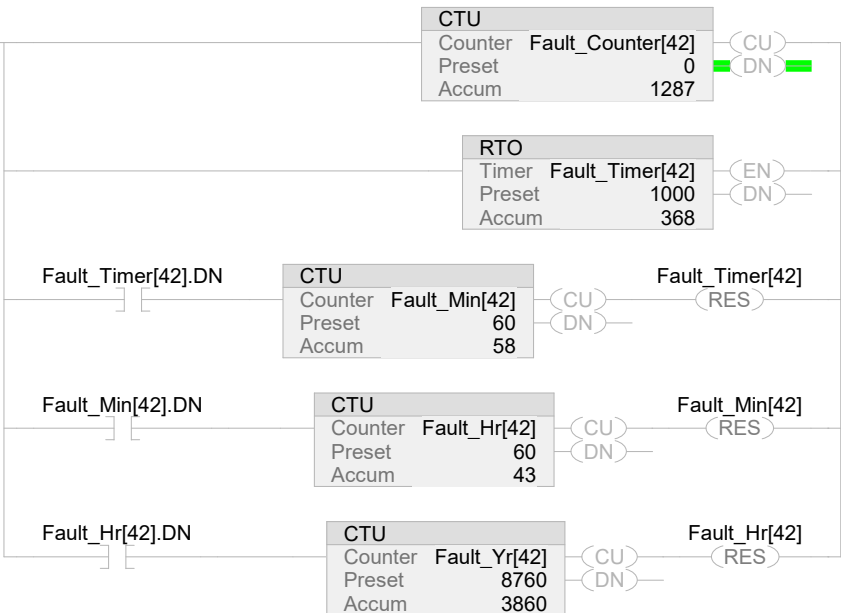 CTU
Counter Fault_Counter[42] CU
Preset 0 DN
Accum 1287
RTO
Timer Fault_Timer[42] EN
Preset 1000 DN
Accum 368
Fault_Timer[42].DN CTU Fault_Timer[42]
Counter Fault_Min[42] CU RES
Preset 60 DN
Accum 58
Fault_Min[42].DN CTU Fault_Min[42]
Counter Fault_Hr[42] CU RES
Preset 60 DN
Accum 43
Fault_Hr[42].DN CTU Fault_Hr[42]
Counter Fault_Yr[42] CU RES
Preset 8760 DN
Accum 3860